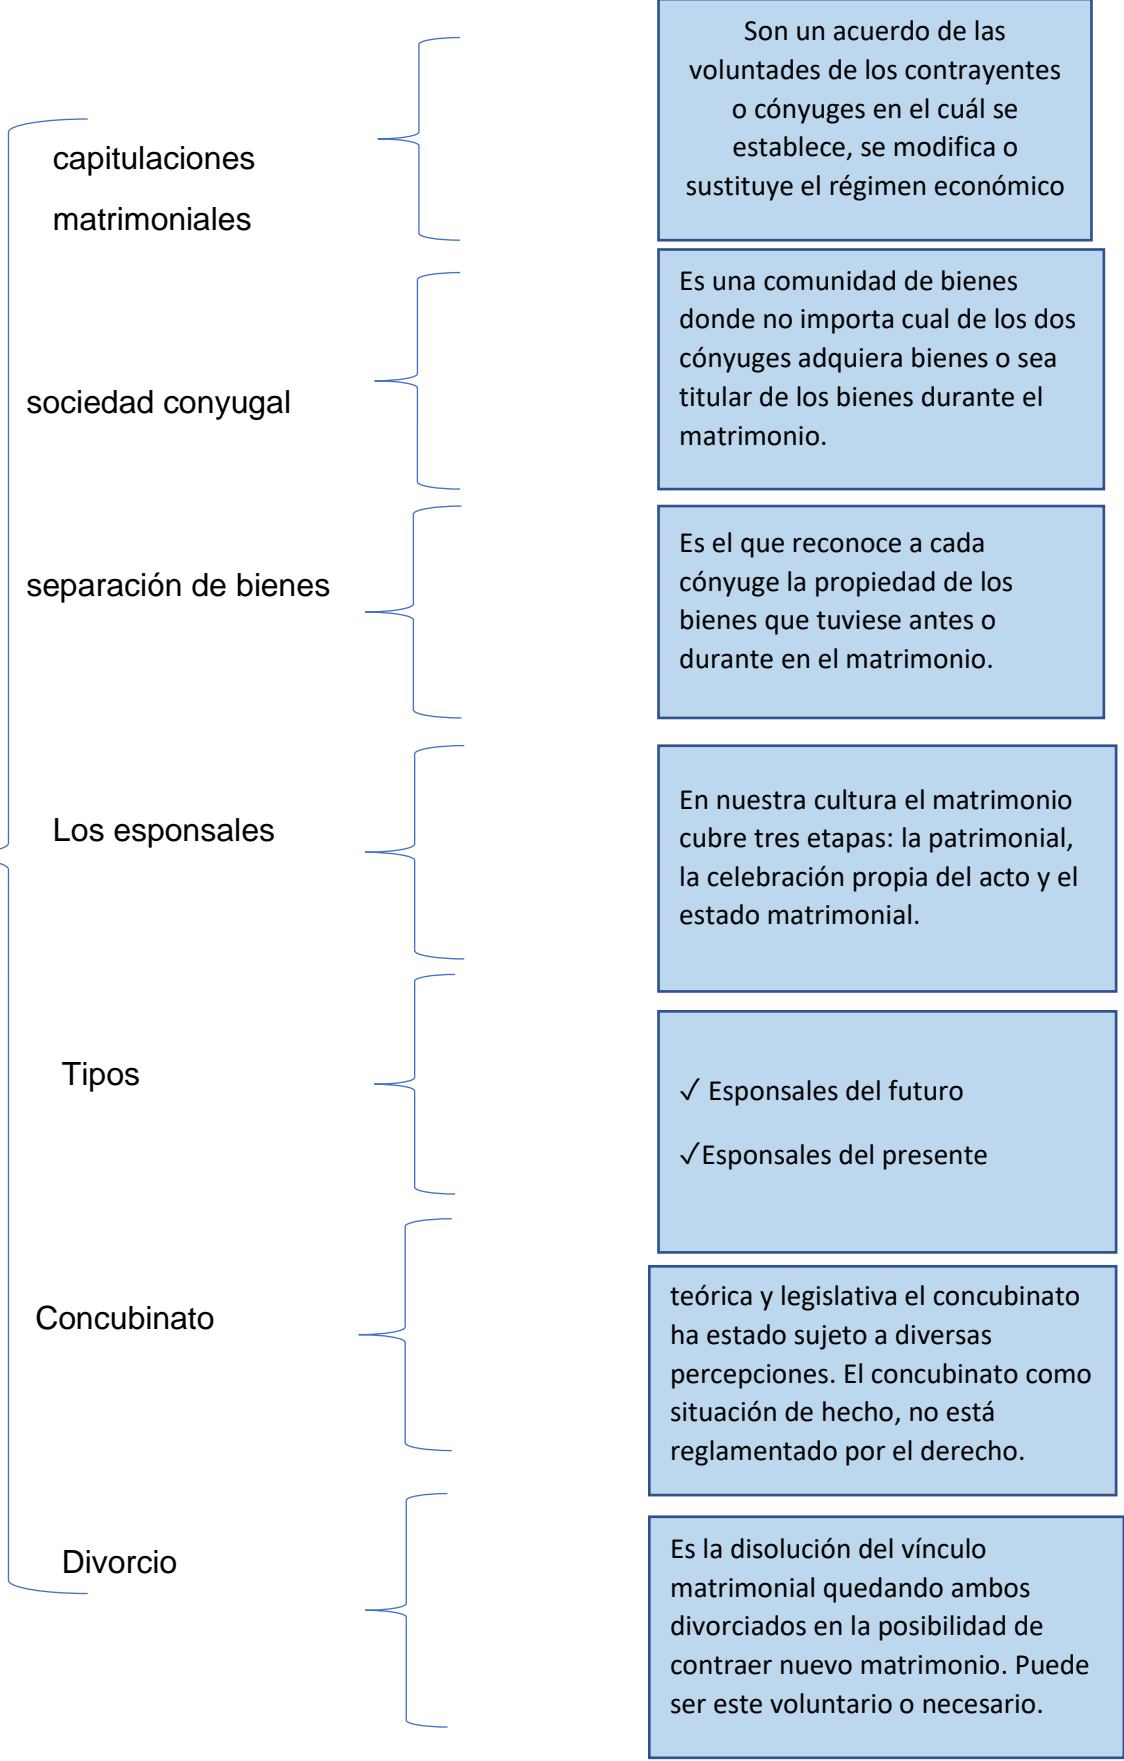 capitulaciones
matrimoniales
Son un acuerdo de las
voluntades de los contrayentes
o cónyuges en el cuál se
establece, se modifica o
sustituye el régimen económico
sociedad conyugal
Es una comunidad de bienes
donde no importa cual de los dos
cónyuges adquiera bienes o sea
titular de los bienes durante el
matrimonio.
separación de bienes
Es el que reconoce a cada
cónyuge la propiedad de los
bienes que tuviese antes o
durante en el matrimonio.
Los esponsales
En nuestra cultura el matrimonio
cubre tres etapas: la patrimonial,
la celebración propia del acto y el
estado matrimonial.
Tipos
✓ Esponsales del futuro
✓Esponsales del presente
Concubinato
teórica y legislativa el concubinato
ha estado sujeto a diversas
percepciones. El concubinato como
situación de hecho, no está
reglamentado por el derecho.
Divorcio
Es la disolución del vínculo
matrimonial quedando ambos
divorciados en la posibilidad de
contraer nuevo matrimonio. Puede
ser este voluntario o necesario.